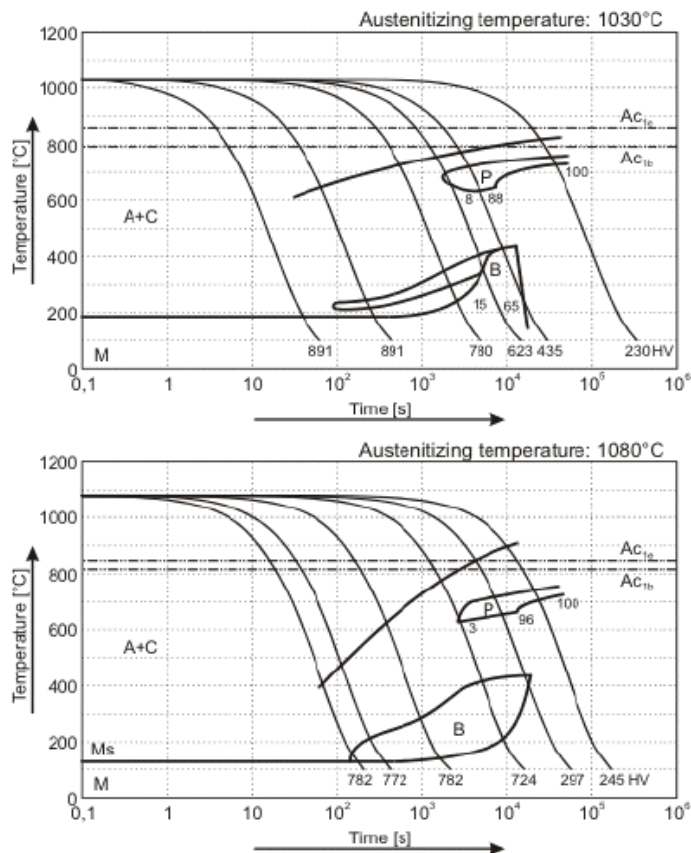 Austenitizing temperature: 1030°C
1200
1000
Ac1e
800
Ac1b
P
100
600
8 88
A+C
400
B
200
15 65
M
891 891 780 623 435 230 HV
0
0,1 1 10 10² 10³ 10⁴ 10⁵ 10⁶
Temperature [°C]
Time [s]
Austenitizing temperature: 1080°C
1200
1000
Ac1e
800
Ac1b
P
100
600
3 96
A+C
400
B
200
Ms
M
782 772 782 724 297 245 HV
0
0,1 1 10 10² 10³ 10⁴ 10⁵ 10⁶
Temperature [°C]
Time [s]